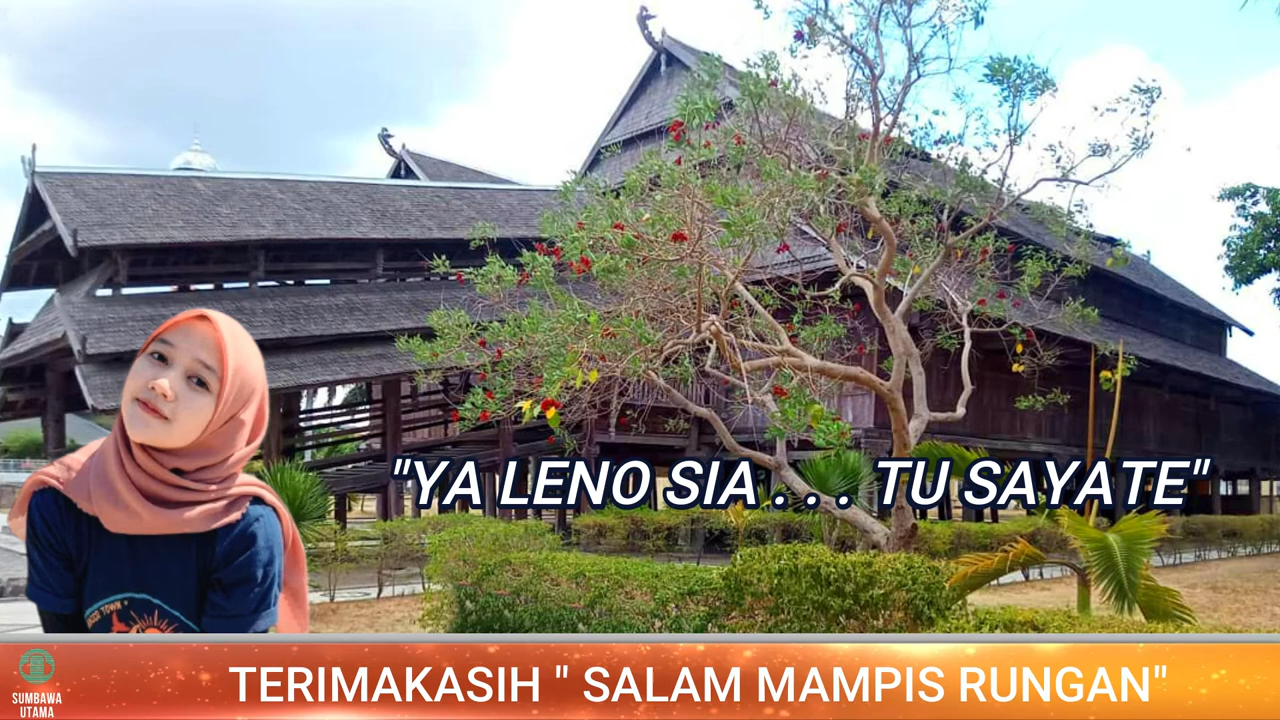 "YA LENO SIA . . . TU SAYATE"
TERIMAKASIH " SALAM MAMPIS RUNGAN"
SUMBAWA
UTAMA